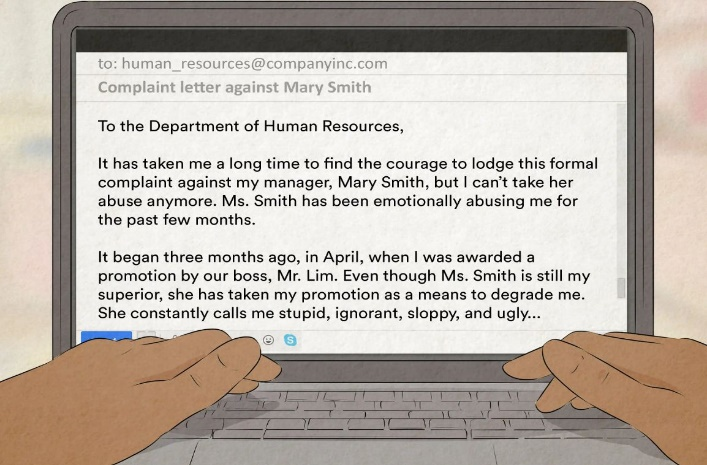 to: human_resources@companyinc.com
Complaint letter against Mary Smith
To the Department of Human Resources,
It has taken me a long time to find the courage to lodge this formal
complaint against my manager, Mary Smith, but I can’t take her
abuse anymore. Ms. Smith has been emotionally abusing me for
the past few months.
It began three months ago, in April, when I was awarded a
promotion by our boss, Mr. Lim. Even though Ms. Smith is still my
superior, she has taken my promotion as a means to degrade me.
She constantly calls me stupid, ignorant, sloppy, and ugly...